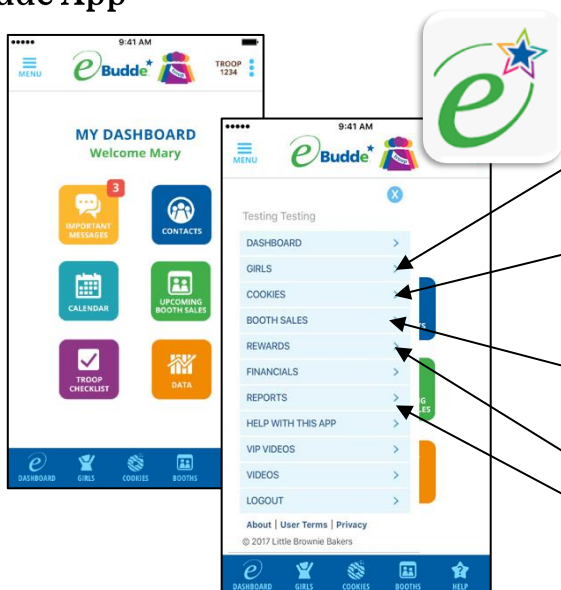 Budde App
9:41 AM
MENU
eBudde
TROOP
1234
MY DASHBOARD
Welcome Mary
3
IMPORTANT
MESSAGES
CONTACTS
CALENDAR
UPCOMING
BOOTH SALES
TROOP
CHECKLIST
DATA
DASHBOARD
GIRLS
COOKIES
BOOTHS
9:41 AM
MENU
eBudde
e
X
Testing Testing
DASHBOARD
GIRLS
COOKIES
BOOTH SALES
REWARDS
FINANCIALS
REPORTS
HELP WITH THIS APP
VIP VIDEOS
VIDEOS
LOGOUT
About | User Terms | Privacy
© 2017 Little Brownie Bakers
DASHBOARD
GIRLS
COOKIES
BOOTHS
HELP